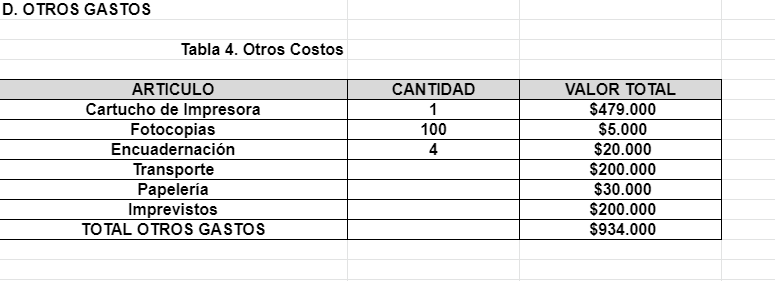 D. OTROS GASTOS
Tabla 4. Otros Costos
ARTICULO CANTIDAD VALOR TOTAL
Cartucho de Impresora 1 $479.000
Fotocopias 100 $5.000
Encuadernación 4 $20.000
Transporte $200.000
Papelería $30.000
Imprevistos $200.000
TOTAL OTROS GASTOS $934.000